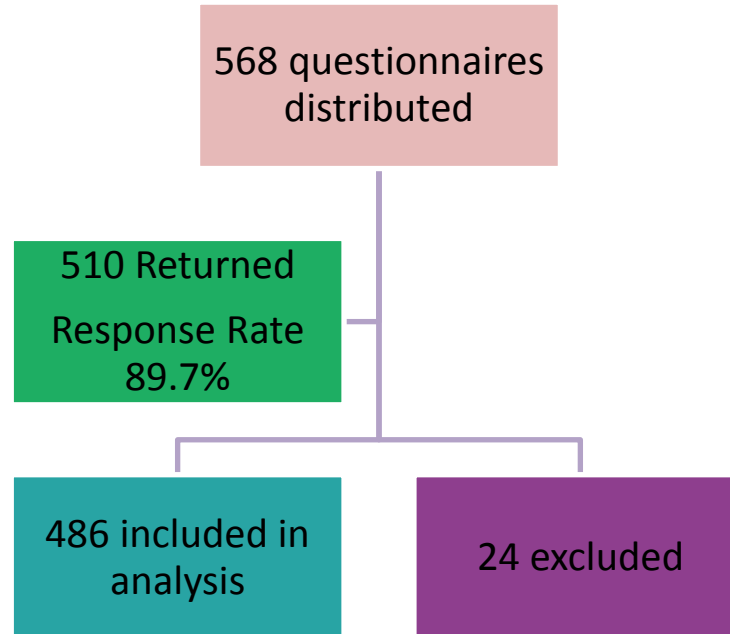 568 questionnaires
distributed
510 Returned
Response Rate
89.7%
486 included in
analysis
24 excluded